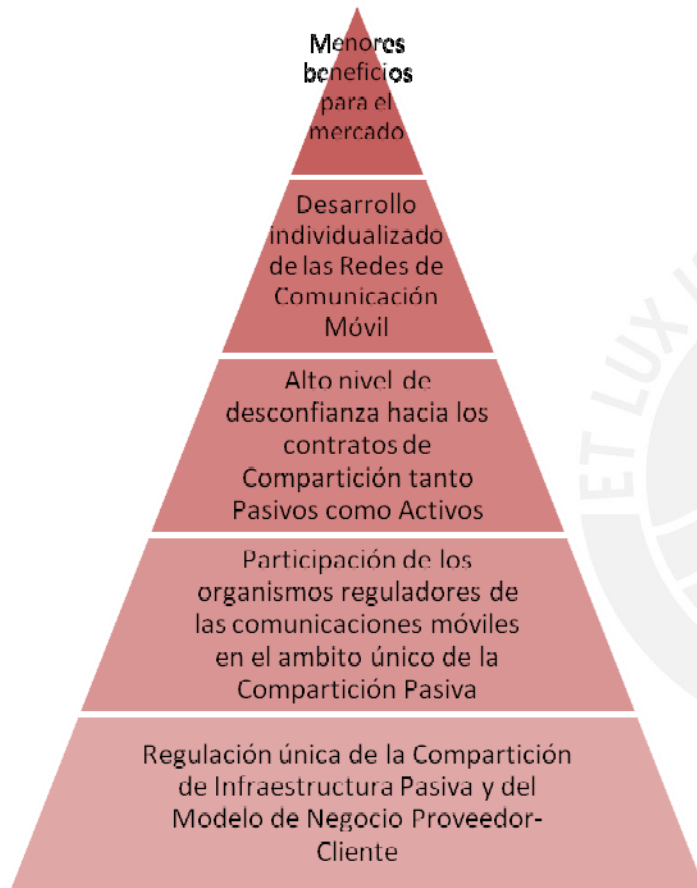 Menores
beneficios
para el
mercado
Desarrollo
individualizado
de las Redes de
Comunicación
Móvil
Alto nivel de
desconfianza hacia los
contratos de
Compartición tanto
Pasivos como Activos
Participación de los
organismos reguladores de
las comunicaciones móviles
en el ambito único de la
Compartición Pasiva
Regulación única de la Compartición
de Infraestructura Pasiva y del
Modelo de Negocio Proveedor-
Cliente
ET LUX I